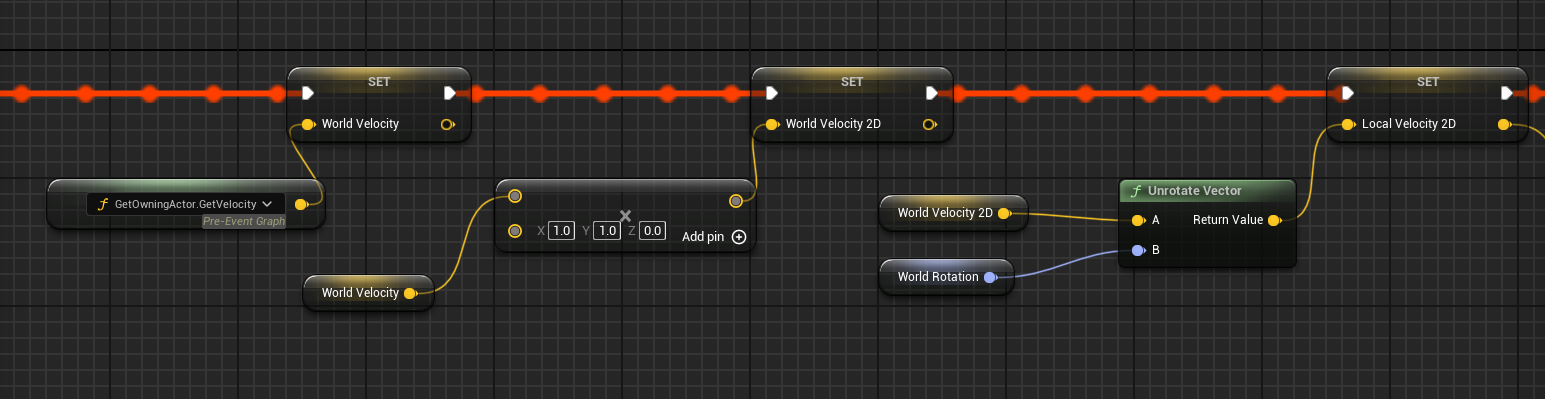 SET
World Velocity
GetOwningActor.GetVelocity
Pre-Event Graph
World Velocity
X 1.0 Y 1.0 Z 0.0
Add pin
SET
World Velocity 2D
World Velocity 2D
World Rotation
Unrotate Vector
A Return Value
B
SET
Local Velocity 2D